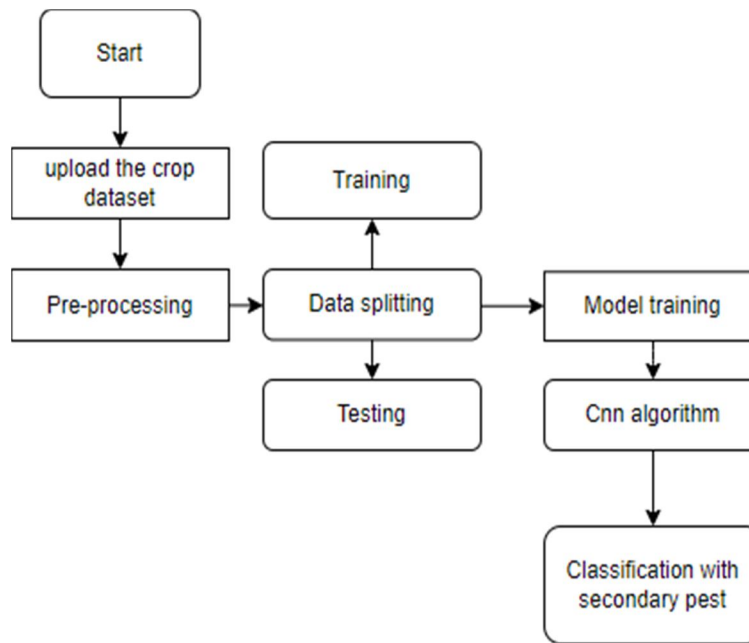 Start
upload the crop
dataset
Training
Pre-processing
Data splitting
Model training
Testing
Cnn algorithm
Classification with
secondary pest